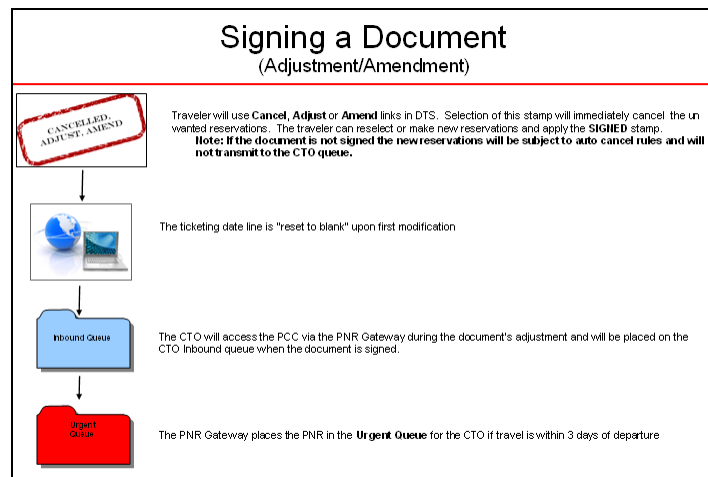 Signing a Document
(Adjustment/Amendment)
CANCELLED,
ADJUST, AMEND
Traveler will use Cancel, Adjust or Amend links in DTS.  Selection of this stamp will immediately cancel the un
wanted reservations.  The traveler can reselect or make new reservations and apply the SIGNED stamp.
Note: If the document is not signed the new reservations will be subject to auto cancel rules and will
not transmit to the CTO queue.
The ticketing date line is "reset to blank" upon first modification
Inbound Queue
The CTO will access the PCC via the PNR Gateway during the document's adjustment and will be placed on the
CTO Inbound queue when the document is signed.
Urgent
Queue
The PNR Gateway places the PNR in the Urgent Queue for the CTO if travel is within 3 days of departure